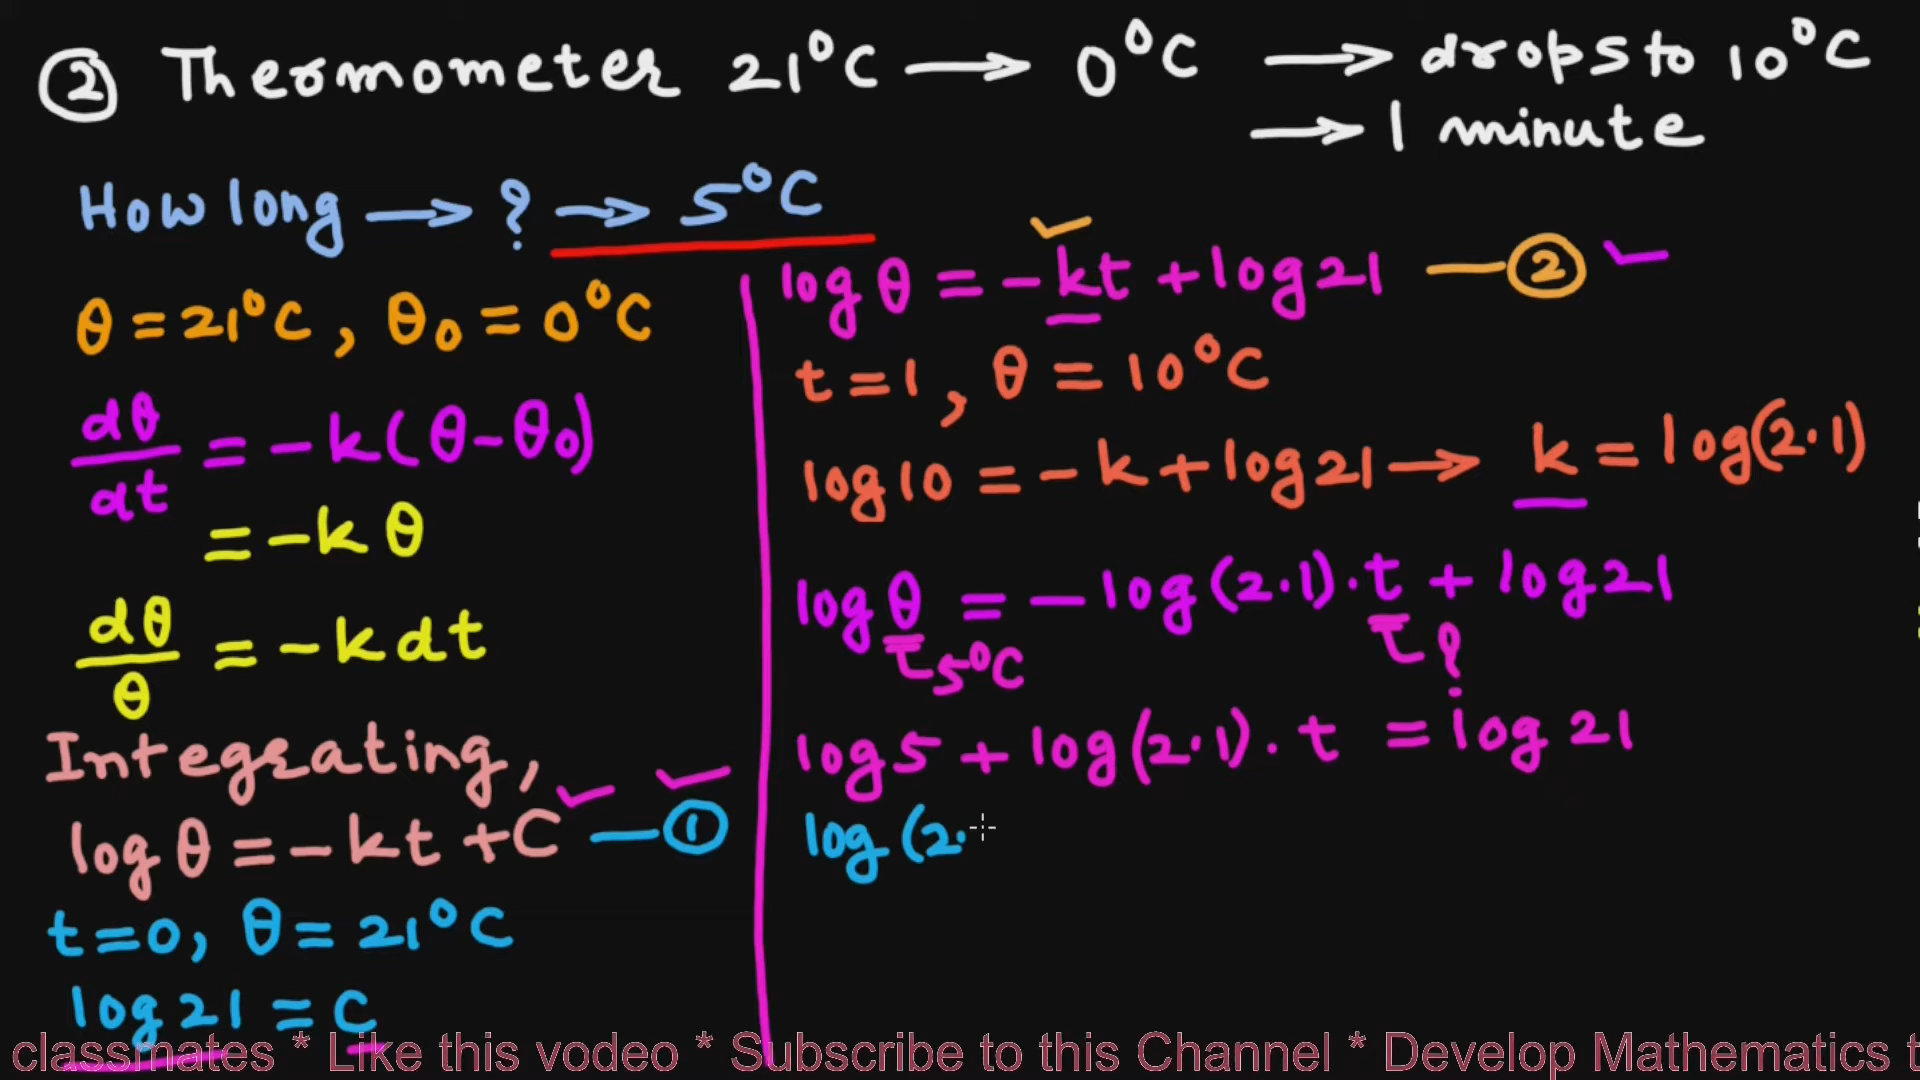 ② Thermometer 21°C → 0°C → drops to 10°C
→ 1 minute
How long → ? → 5°C
θ = 21°C, θ₀ = 0°C
dθ/dt = -k(θ-θ₀)
= -kθ
dθ/θ = -k dt
Integrating,
log θ = -kt + C — ①
t=0, θ = 21°C
log 21 = C
log θ = -kt + log 21 — ②
t = 1, θ = 10°C
log 10 = -k + log 21 → k = log(2.1)
log θ = - log(2.1).t + log 21
5°C ?
log 5 + log(2.1).t = log 21
log (2.
classmates * Like this vodeo * Subscribe to this Channel * Develop Mathematics t